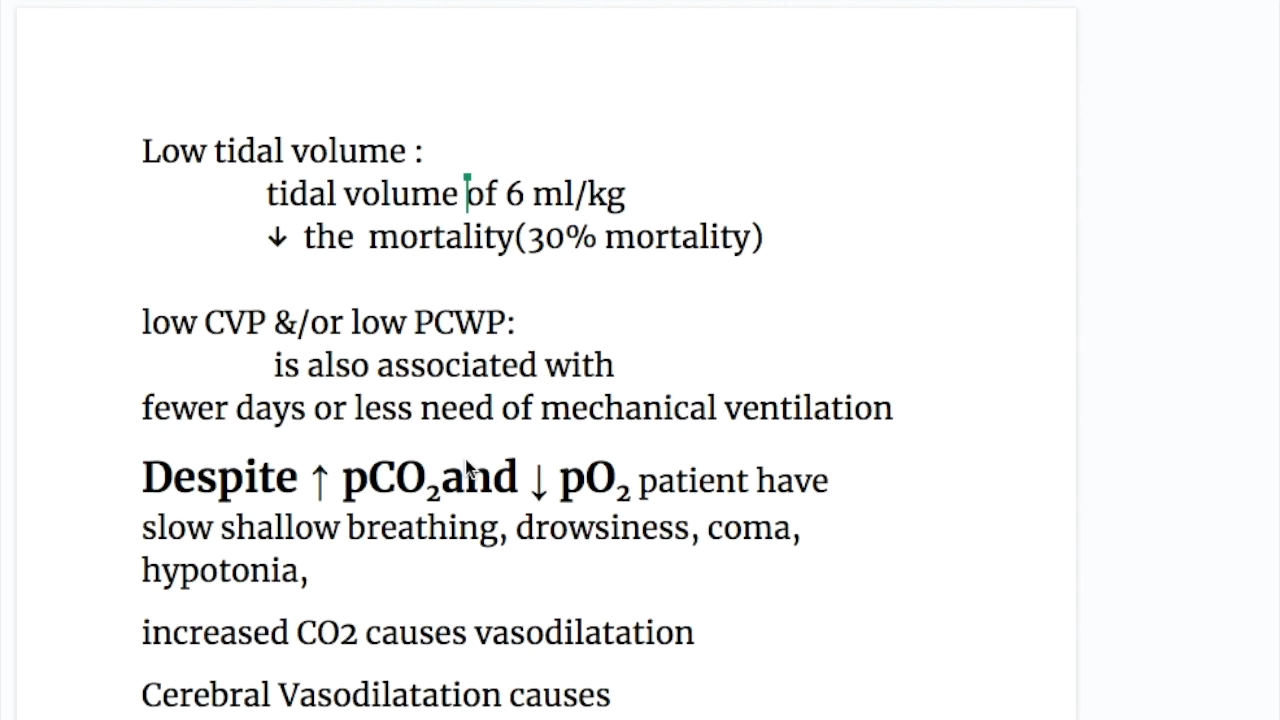 Low tidal volume :
tidal volume of 6 ml/kg
↓ the mortality(30% mortality)
low CVP &/or low PCWP:
is also associated with
fewer days or less need of mechanical ventilation
Despite ↑ pCO₂and ↓ pO₂ patient have
slow shallow breathing, drowsiness, coma,
hypotonia,
increased CO2 causes vasodilatation
Cerebral Vasodilatation causes